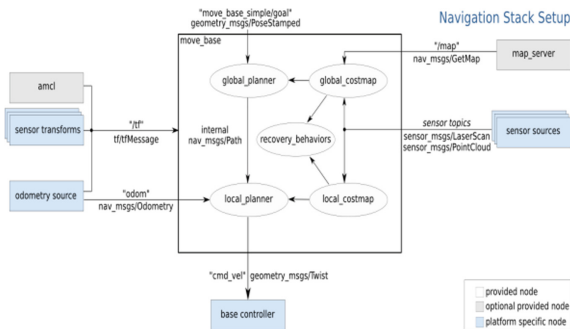 Navigation Stack Setup
"move_base_simple/goal"
geometry_msgs/PoseStamped
move_base
"/map"
nav_msgs/GetMap
map_server
global_planner
global_costmap
amcl
sensor transforms
"/tf"
tf/tfMessage
internal
nav_msgs/Path
recovery_behaviors
sensor topics
sensor_msgs/LaserScan
sensor_msgs/PointCloud
sensor sources
odometry source
"odom"
nav_msgs/Odometry
local_planner
local_costmap
"cmd_vel" geometry_msgs/Twist
base controller
provided node
optional provided node
platform specific node